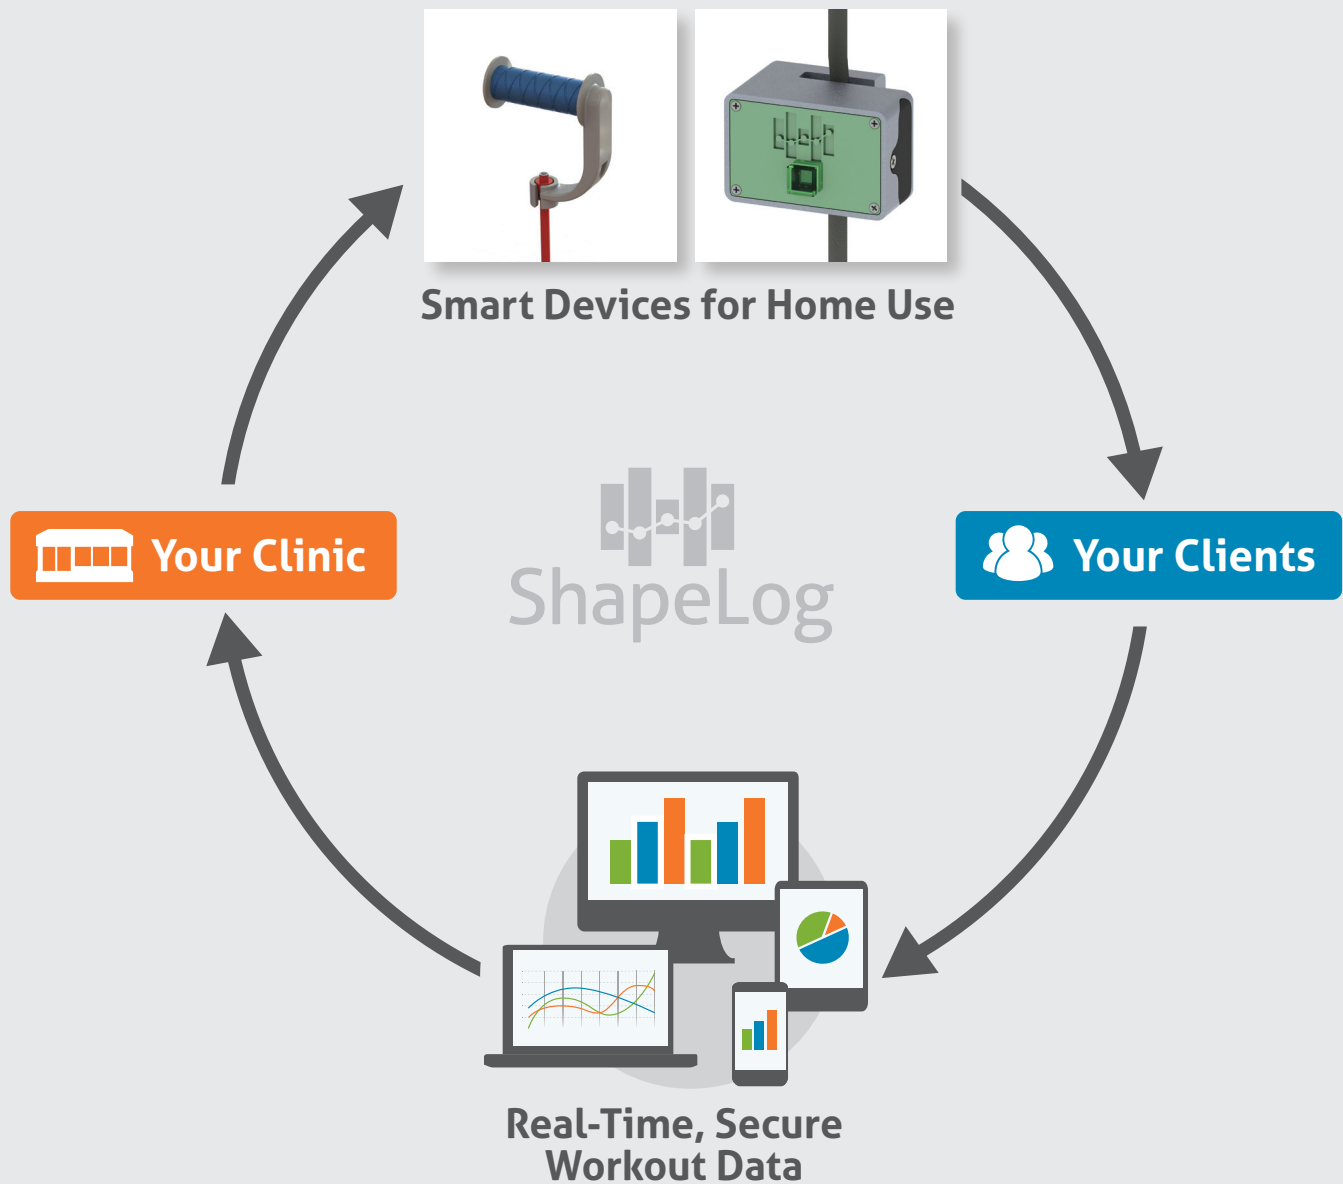 Smart Devices for Home Use
Your Clinic
ShapeLog
Your Clients
Real-Time, Secure
Workout Data